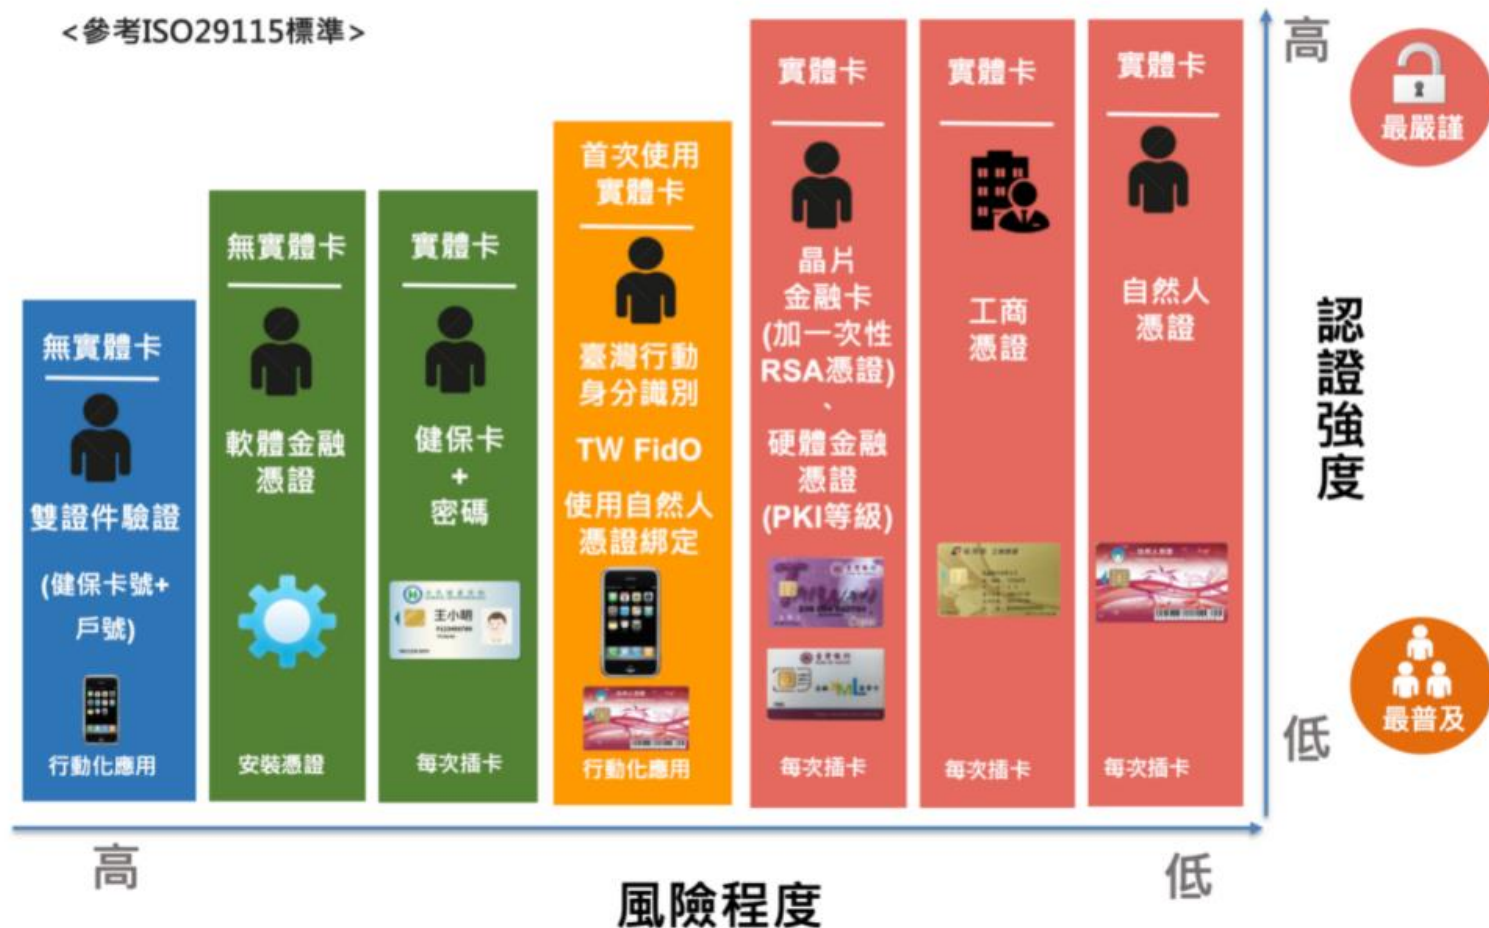 <參考ISO29115標準>
無實體卡
雙證件驗證
(健保卡號+
戶號)
行動化應用
無實體卡
軟體金融
憑證
安裝憑證
實體卡
健保卡
+
密碼
王小明
每次插卡
首次使用
實體卡
臺灣行動
身分識別
TW FidO
使用自然人
憑證綁定
行動化應用
實體卡
晶片
金融卡
(加一次性
RSA憑證)
、
硬體金融
憑證
(PKI等級)
每次插卡
實體卡
工商
憑證
每次插卡
實體卡
自然人
憑證
自然人憑證
每次插卡
高
最嚴謹
認
證
強
度
最普及
低
高
低
風險程度